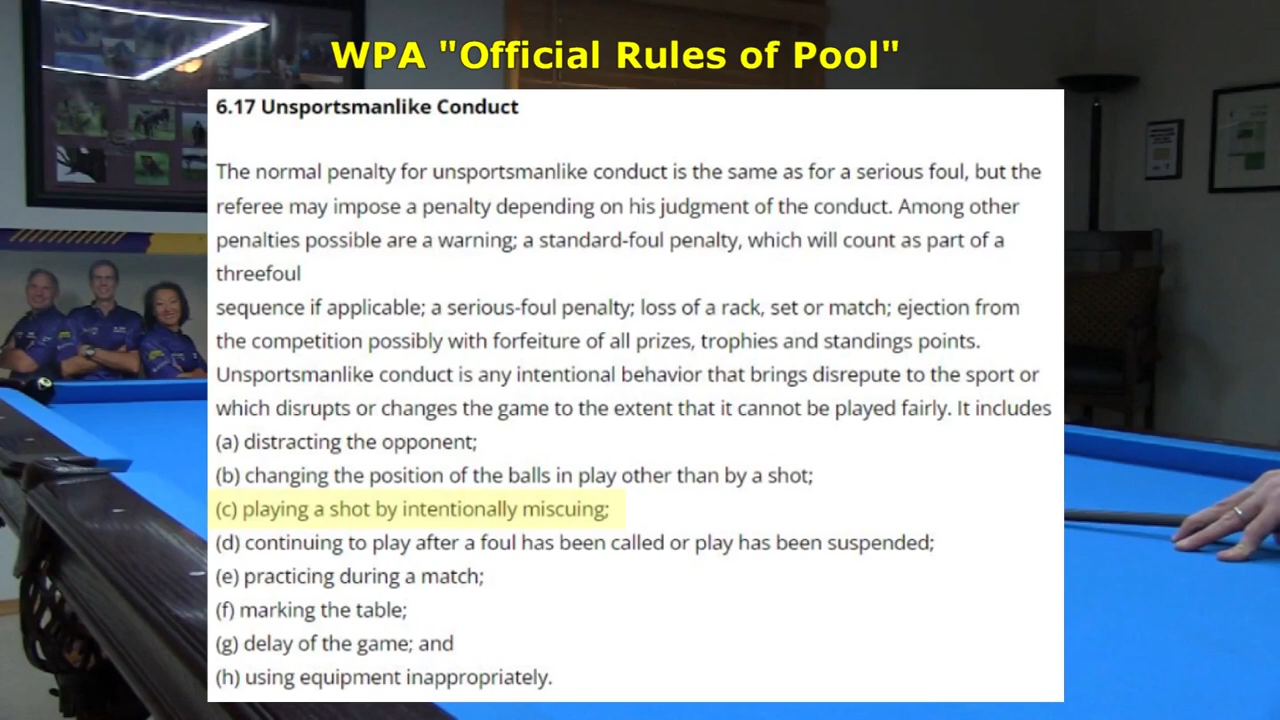 WPA "Official Rules of Pool"
6.17 Unsportsmanlike Conduct
The normal penalty for unsportsmanlike conduct is the same as for a serious foul, but the
referee may impose a penalty depending on his judgment of the conduct. Among other
penalties possible are a warning; a standard-foul penalty, which will count as part of a
threefoul
sequence if applicable; a serious-foul penalty; loss of a rack, set or match; ejection from
the competition possibly with forfeiture of all prizes, trophies and standings points.
Unsportsmanlike conduct is any intentional behavior that brings disrepute to the sport or
which disrupts or changes the game to the extent that it cannot be played fairly. It includes
(a) distracting the opponent;
(b) changing the position of the balls in play other than by a shot;
(c) playing a shot by intentionally miscuing;
(d) continuing to play after a foul has been called or play has been suspended;
(e) practicing during a match;
(f) marking the table;
(g) delay of the game; and
(h) using equipment inappropriately.